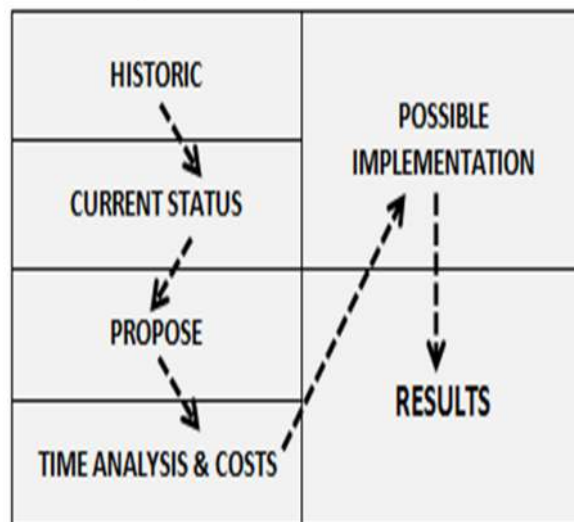 HISTORIC
CURRENT STATUS
PROPOSE
TIME ANALYSIS & COSTS
POSSIBLE
IMPLEMENTATION
RESULTS